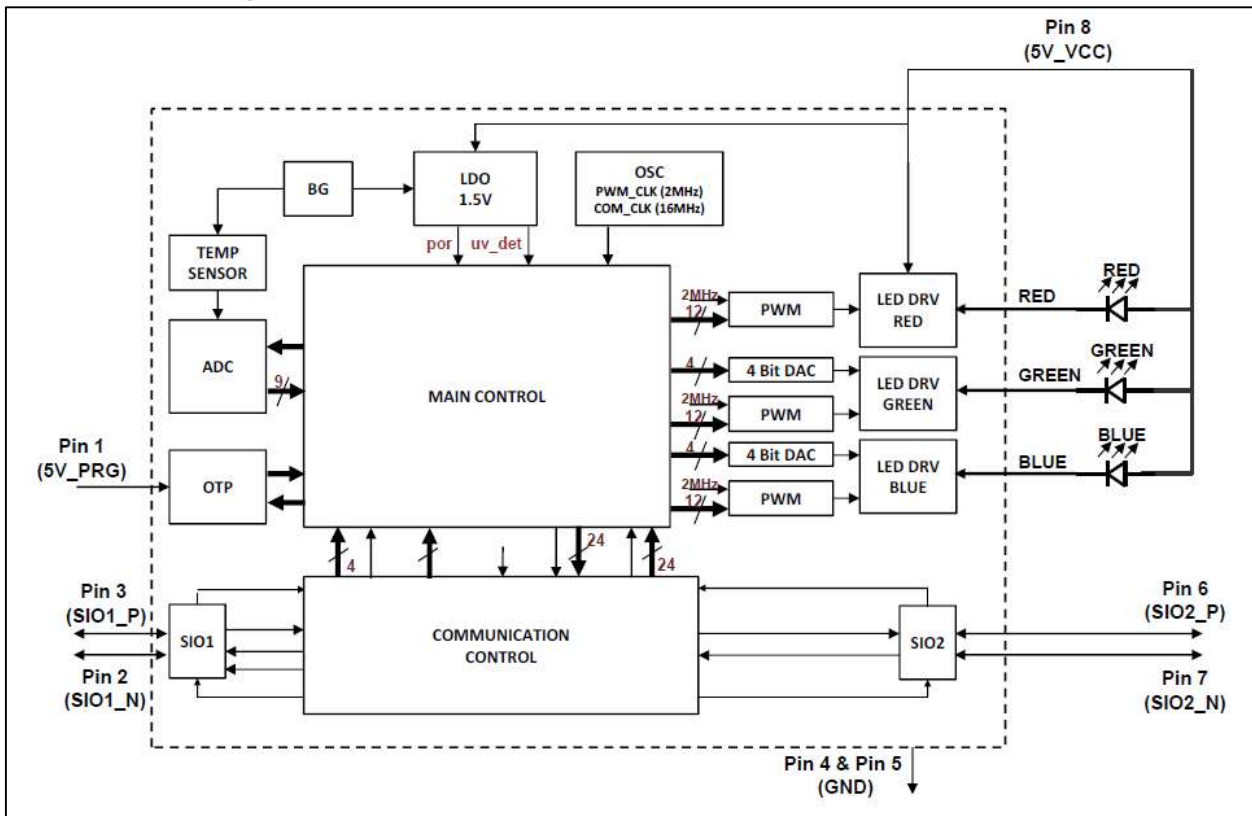 Pin 8
(5V_VCC)
BG
LDO
1.5V
OSC
PWM_CLK (2MHz)
COM_CLK (16MHz)
por
uv_det
TEMP
SENSOR
ADC
9
MAIN CONTROL
2MHz
12
PWM
LED DRV
RED
RED
RED
4
4 Bit DAC
2MHz
12
PWM
LED DRV
GREEN
GREEN
GREEN
4
4 Bit DAC
2MHz
12
PWM
LED DRV
BLUE
BLUE
BLUE
Pin 1
(5V_PRG)
OTP
4
24
24
Pin 3
(SIO1_P)
Pin 2
(SIO1_N)
SIO1
COMMUNICATION
CONTROL
SIO2
Pin 6
(SIO2_P)
Pin 7
(SIO2_N)
Pin 4 & Pin 5
(GND)